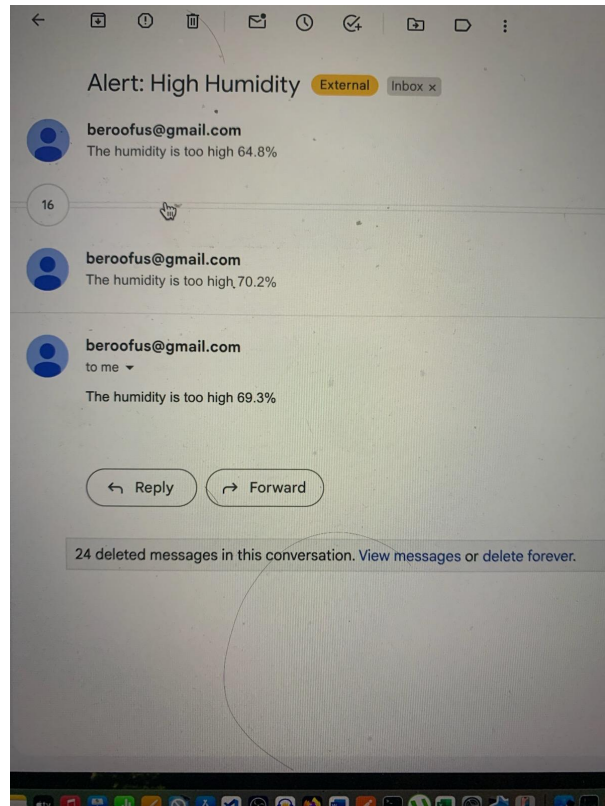 Alert: High Humidity External Inbox ×
beroofus@gmail.com
The humidity is too high 64.8%
16
beroofus@gmail.com
The humidity is too high 70.2%
beroofus@gmail.com
to me
The humidity is too high 69.3%
Reply Forward
24 deleted messages in this conversation. View messages or delete forever.